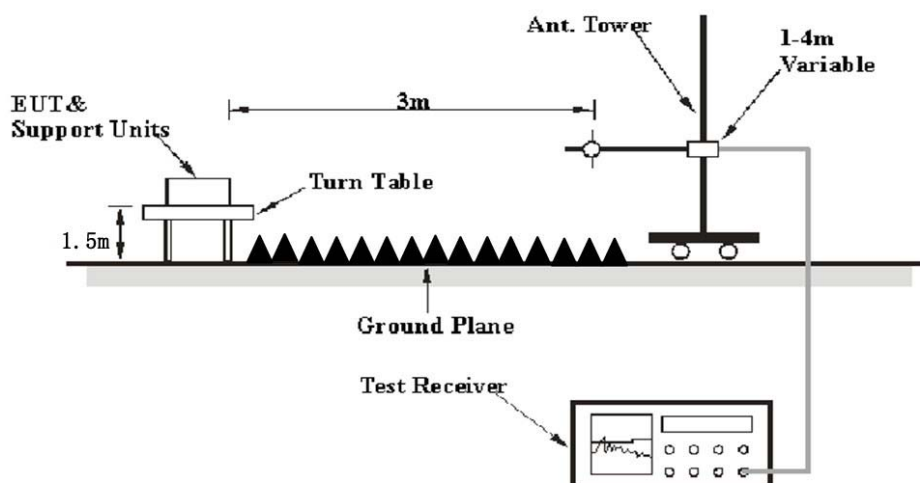 Ant. Tower
1-4m
Variable
EUT&
Support Units
3m
Turn Table
1.5m
Ground Plane
Test Receiver